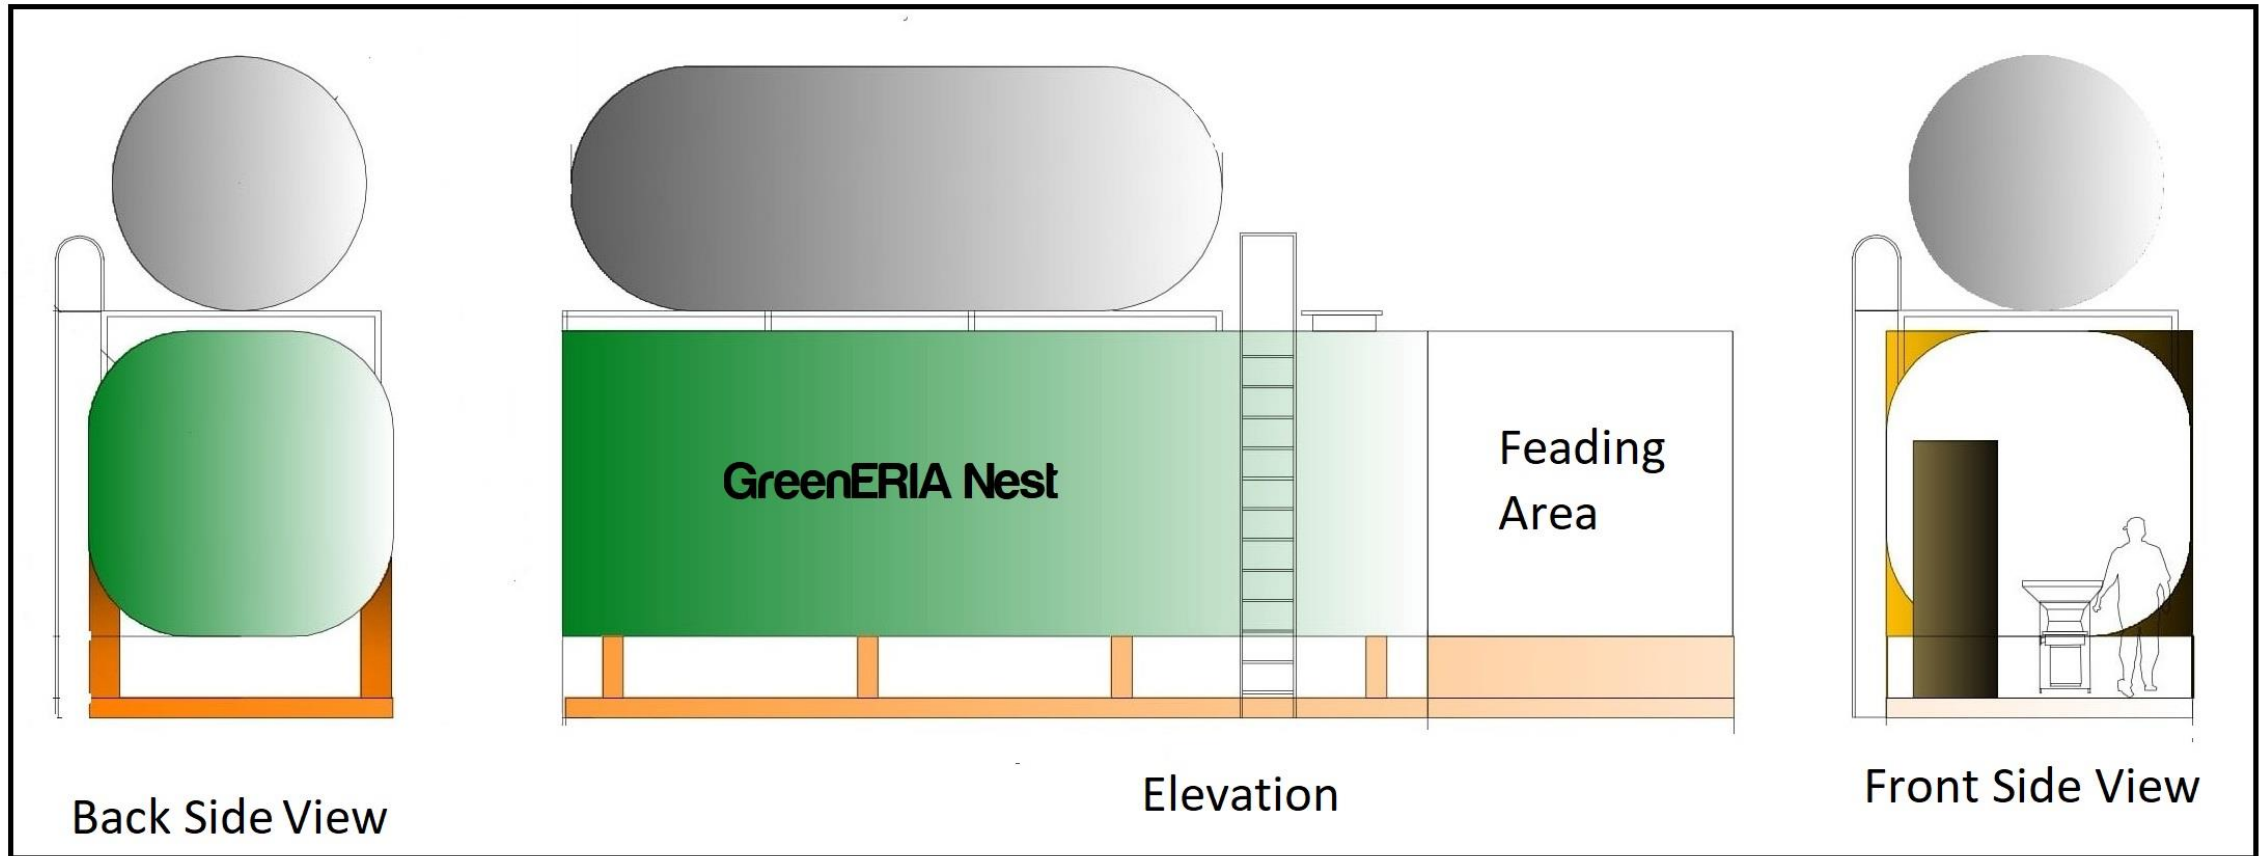 GreenERIA Nest
Feading
Area
Back Side View
Elevation
Front Side View